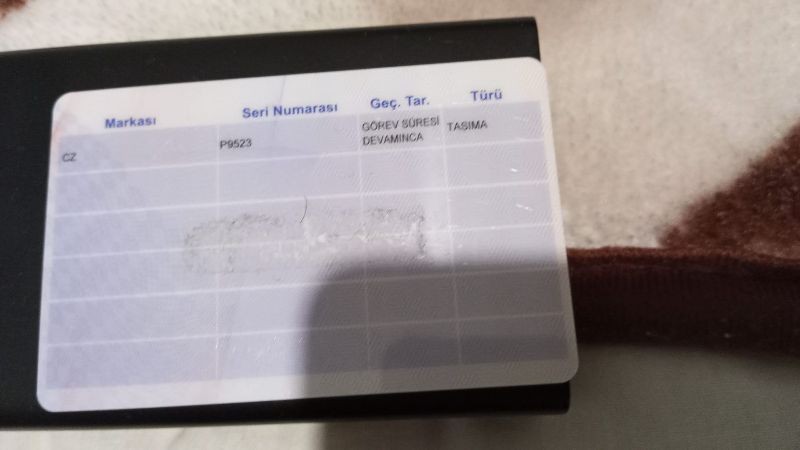 Markası Seri Numarası Geç. Tar. Türü
CZ P9523 GÖREV SÜRESİ TASIMA
DEVAMINCA